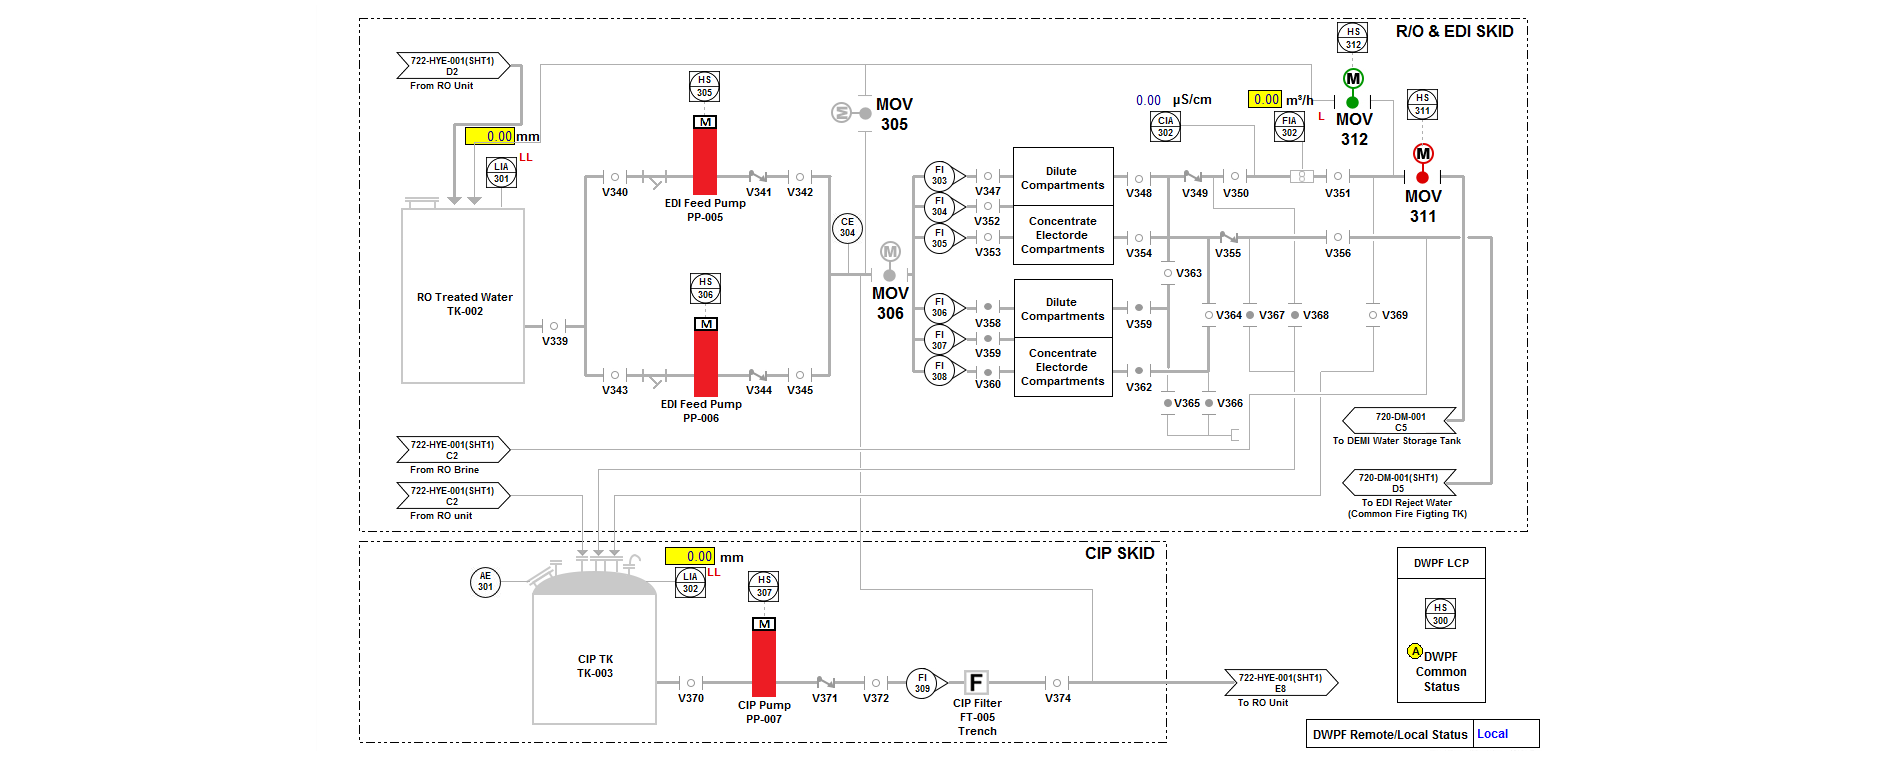 R/O & EDI SKID
HS
312
M
722-HYE-001(SHT1)
D2
From RO Unit
HS
305
M
M
MOV
305
0.00 µS/cm
0.00 m³/h
CIA
302
FIA
302
L
MOV
312
HS
311
M
MOV
311
0.00 mm
LL
LIA
301
V340
V341
V342
EDI Feed Pump
PP-005
CE
304
M
MOV
306
FI
303
V347
FI
304
V352
FI
305
V353
Dilute
Compartments
Concentrate
Electorde
Compartments
V348
V349
V350
V351
V354
V355
V356
V363
RO Treated Water
TK-002
V339
HS
306
M
V343
V344
V345
EDI Feed Pump
PP-006
FI
306
V358
FI
307
V359
FI
308
V360
Dilute
Compartments
Concentrate
Electorde
Compartments
V359
V362
V364
V367
V368
V369
V365
V366
722-HYE-001(SHT1)
C2
From RO Brine
722-HYE-001(SHT1)
C2
From RO unit
720-DM-001
C5
To DEMI Water Storage Tank
720-DM-001(SHT1)
D5
To EDI Reject Water
(Common Fire Figting TK)
CIP SKID
AE
301
0.00 mm
LL
LIA
302
HS
307
M
CIP TK
TK-003
V370
CIP Pump
PP-007
V371
V372
FI
309
F
CIP Filter
FT-005
Trench
V374
722-HYE-001(SHT1)
E8
To RO Unit
DWPF LCP
HS
300
A
DWPF
Common
Status
DWPF Remote/Local Status Local